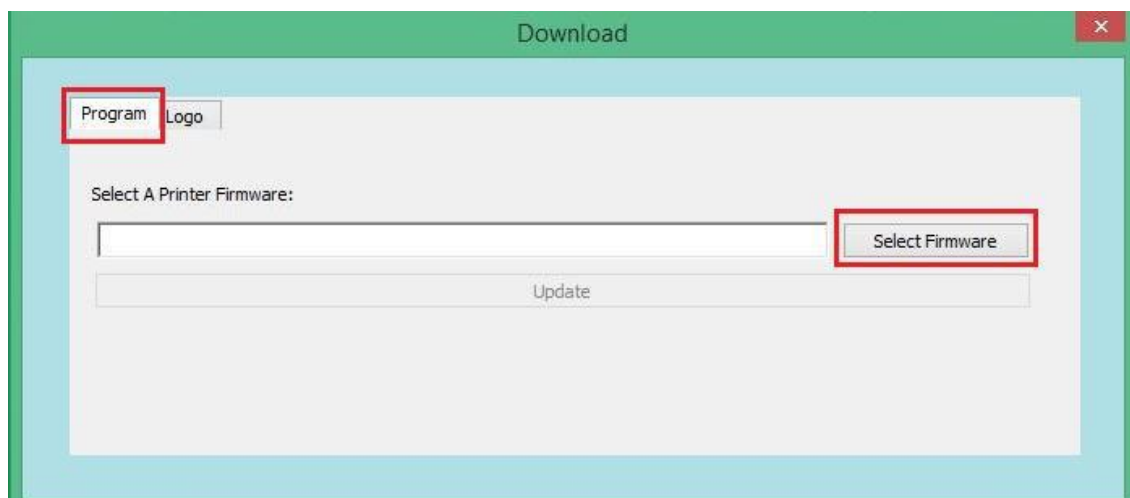 Download
Program
Logo
Select A Printer Firmware:
Select Firmware
Update